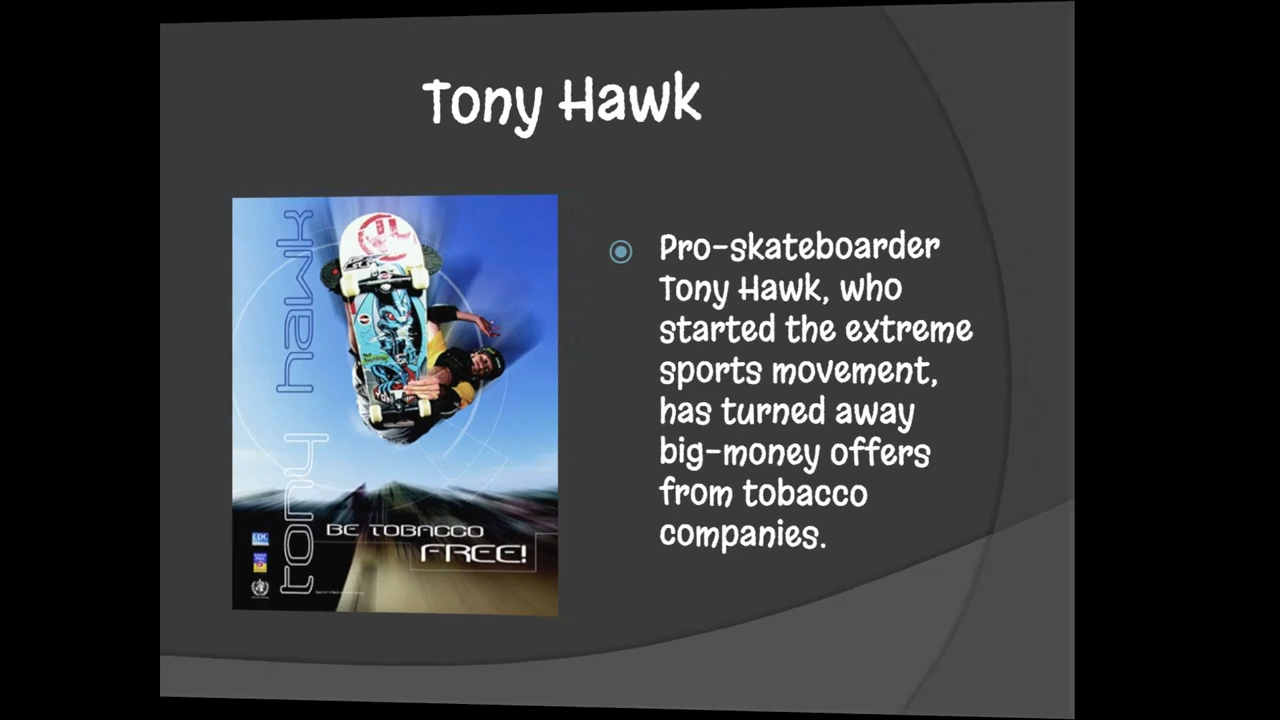 Tony Hawk
tony hawk
BE TOBACCO
FREE!
CDC
Pro-skateboarder
Tony Hawk, who
started the extreme
sports movement,
has turned away
big-money offers
from tobacco
companies.